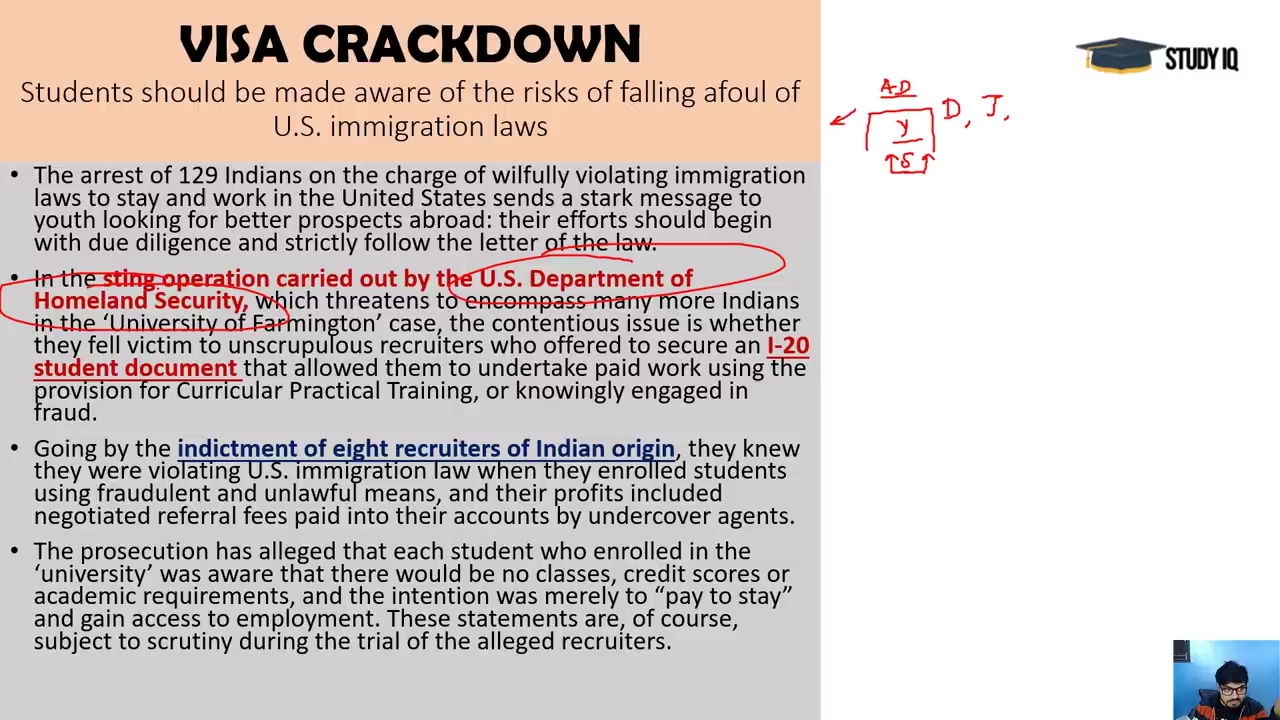 VISA CRACKDOWN
Students should be made aware of the risks of falling afoul of
U.S. immigration laws
STUDY IQ
AD
D, J,
Y
S
• The arrest of 129 Indians on the charge of wilfully violating immigration
laws to stay and work in the United States sends a stark message to
youth looking for better prospects abroad: their efforts should begin
with due diligence and strictly follow the letter of the law.
• In the sting operation carried out by the U.S. Department of
Homeland Security, which threatens to encompass many more Indians
in the ‘University of Farmington’ case, the contentious issue is whether
they fell victim to unscrupulous recruiters who offered to secure an I-20
student document that allowed them to undertake paid work using the
provision for Curricular Practical Training, or knowingly engaged in
fraud.
• Going by the indictment of eight recruiters of Indian origin, they knew
they were violating U.S. immigration law when they enrolled students
using fraudulent and unlawful means, and their profits included
negotiated referral fees paid into their accounts by undercover agents.
• The prosecution has alleged that each student who enrolled in the
‘university’ was aware that there would be no classes, credit scores or
academic requirements, and the intention was merely to “pay to stay”
and gain access to employment. These statements are, of course,
subject to scrutiny during the trial of the alleged recruiters.